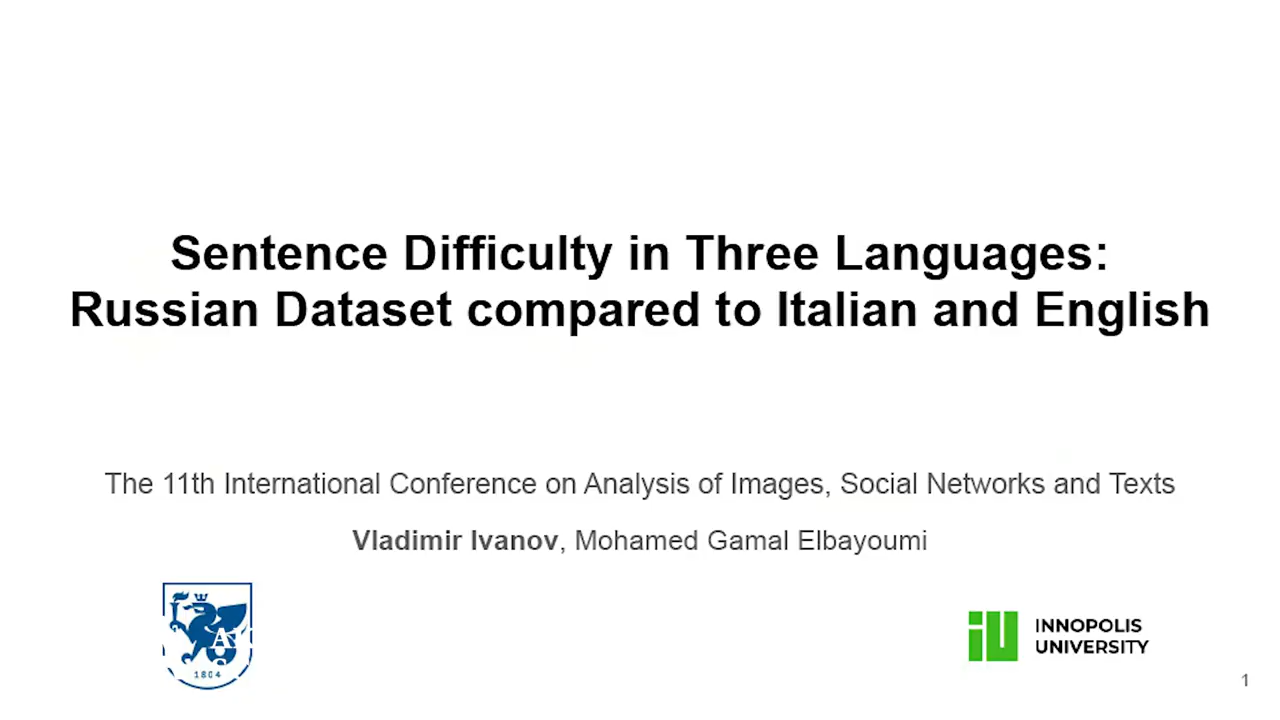 Sentence Difficulty in Three Languages:
Russian Dataset compared to Italian and English
The 11th International Conference on Analysis of Images, Social Networks and Texts
Vladimir Ivanov, Mohamed Gamal Elbayoumi
1804
INNOPOLIS
UNIVERSITY
1